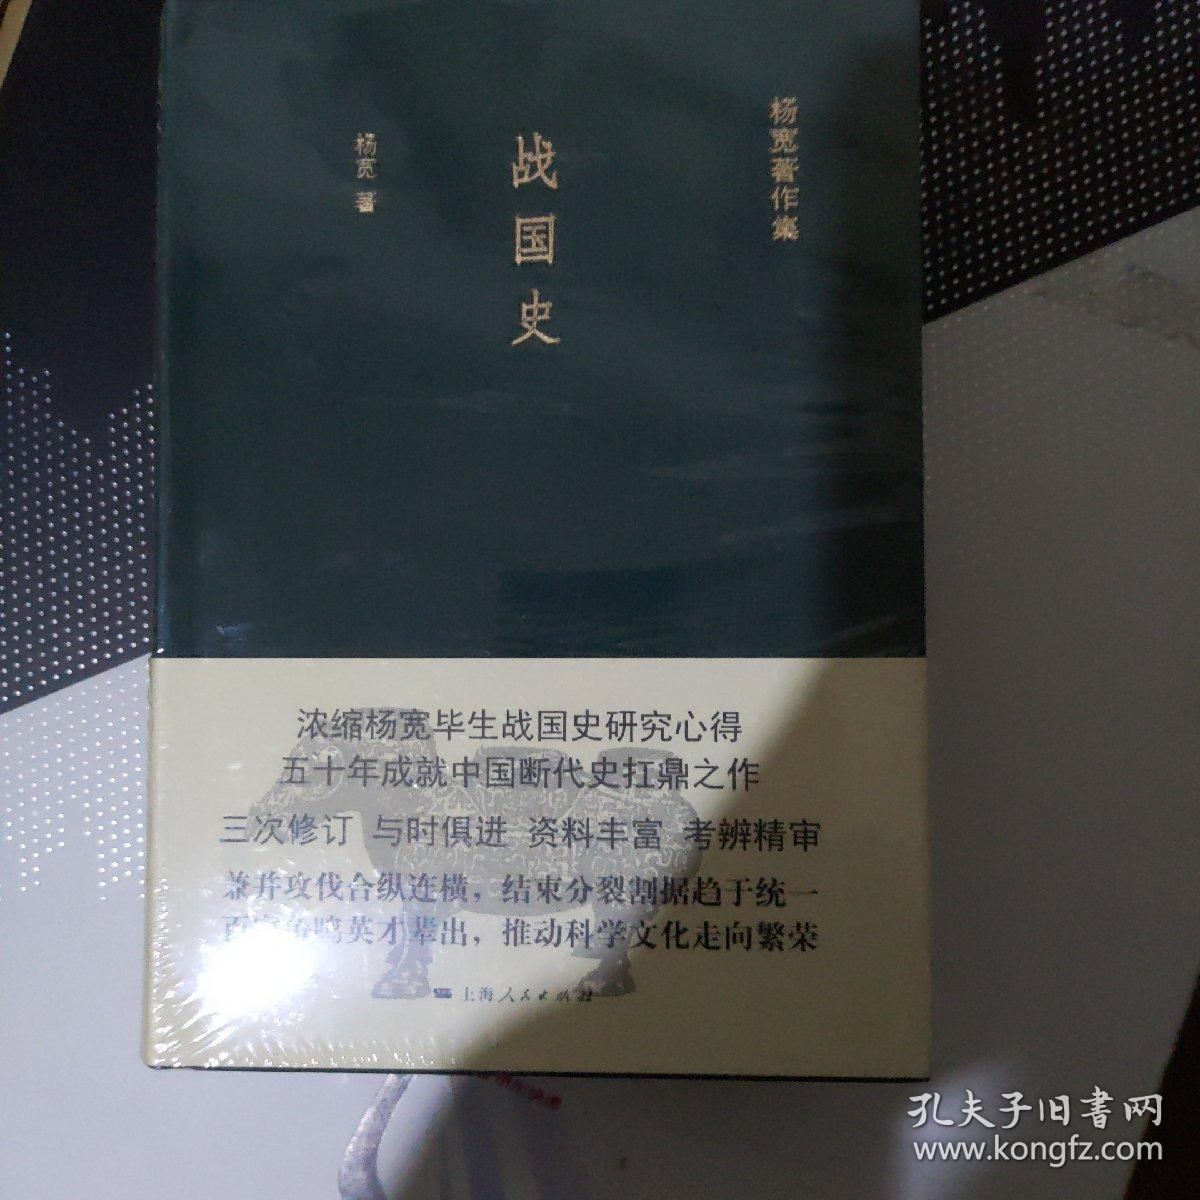 杨宽著作集
战国史
杨宽 著
浓缩杨宽毕生战国史研究心得
五十年成就中国断代史扛鼎之作
三次修订 与时俱进 资料丰富 考辨精审
兼并攻伐合纵连横，结束分裂割据趋于统一
百家争鸣英才辈出，推动科学文化走向繁荣
上海人民出版社
孔夫子旧书网
www.kongfz.com